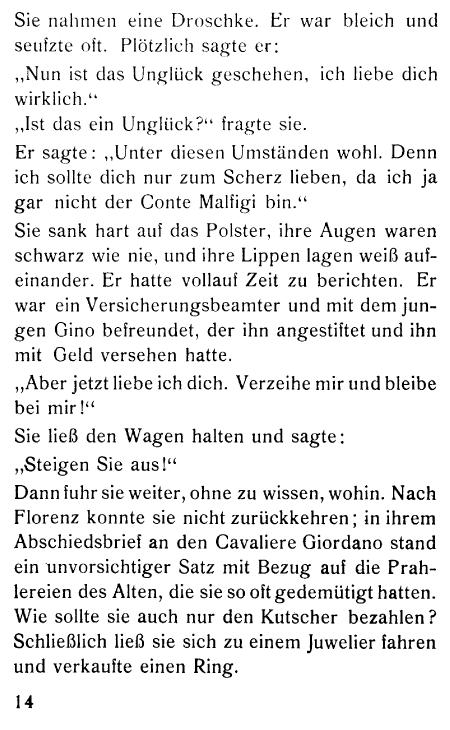 Sie nahmen eine Droschke. Er war bleich und
seufzte oft. Plötzlich sagte er:
„Nun ist das Unglück geschehen, ich liebe dich
wirklich.“
„Ist das ein Unglück?“ fragte sie.
Er sagte: „Unter diesen Umständen wohl. Denn
ich sollte dich nur zum Scherz lieben, da ich ja
gar nicht der Conte Malfigi bin.“
Sie sank hart auf das Polster, ihre Augen waren
schwarz wie nie, und ihre Lippen lagen weiß auf-
einander. Er hatte vollauf Zeit zu berichten. Er
war ein Versicherungsbeamter und mit dem jun-
gen Gino befreundet, der ihn angestiftet und ihn
mit Geld versehen hatte.
„Aber jetzt liebe ich dich. Verzeihe mir und bleibe
bei mir!“
Sie ließ den Wagen halten und sagte:
„Steigen Sie aus!“
Dann fuhr sie weiter, ohne zu wissen, wohin. Nach
Florenz konnte sie nicht zurückkehren; in ihrem
Abschiedsbrief an den Cavaliere Giordano stand
ein unvorsichtiger Satz mit Bezug auf die Prah-
lereien des Alten, die sie so oft gedemütigt hatten.
Wie sollte sie auch nur den Kutscher bezahlen?
Schließlich ließ sie sich zu einem Juwelier fahren
und verkaufte einen Ring.
14